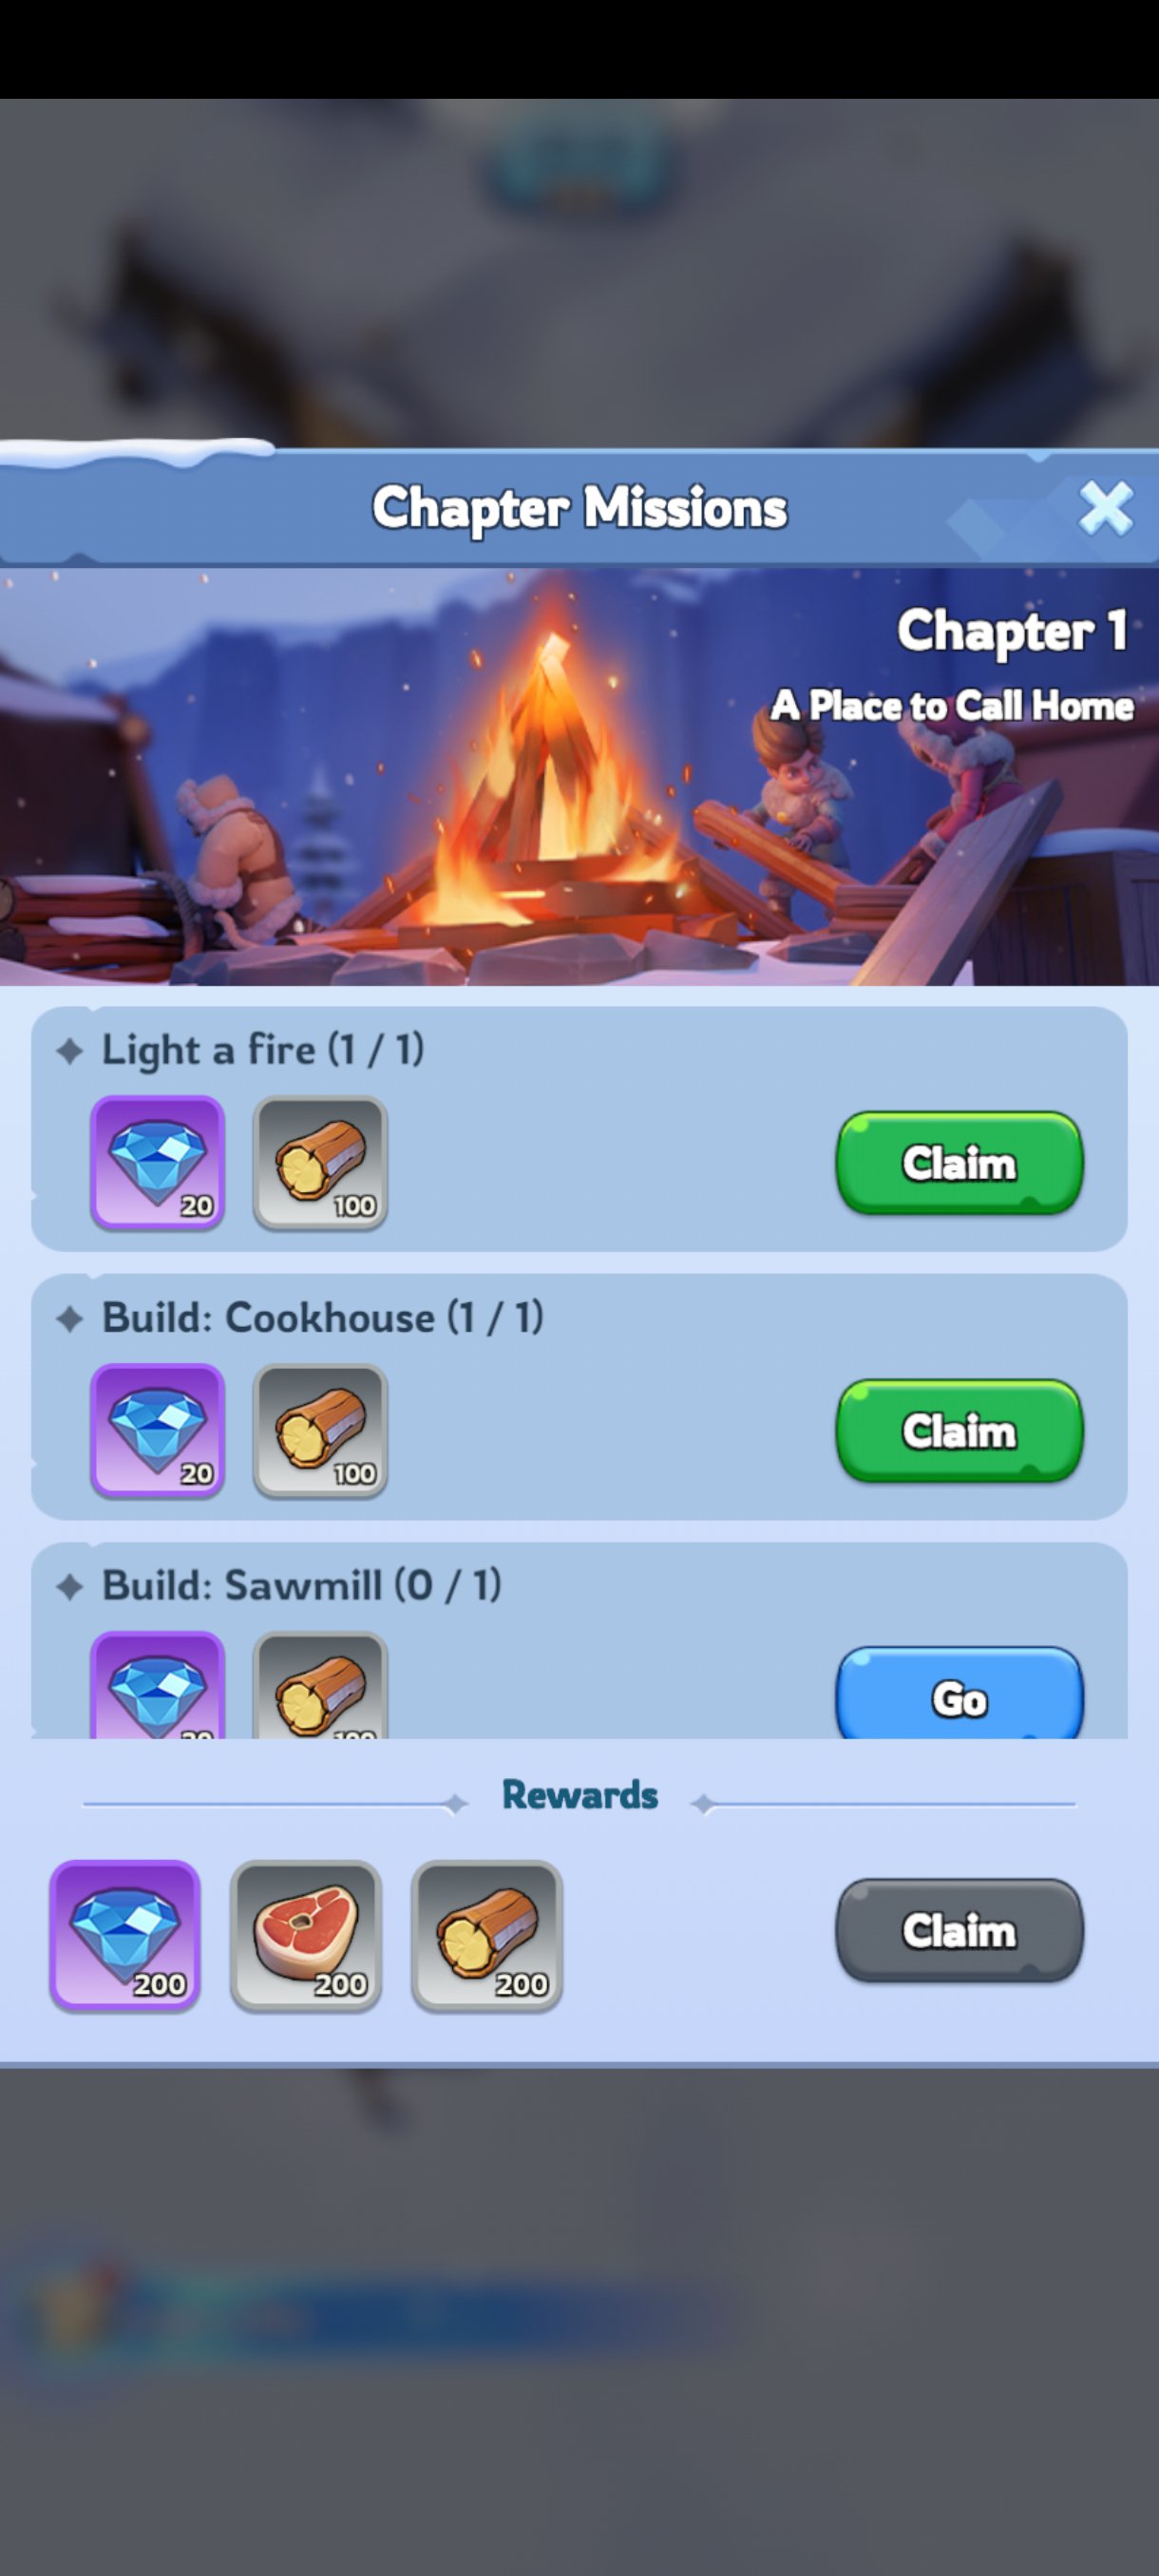 Chapter Missions
Chapter 1
A Place to Call Home
Light a fire (1 / 1)
20
100
Claim
Build: Cookhouse (1 / 1)
20
100
Claim
Build: Sawmill (0 / 1)
Go
Rewards
200
200
200
Claim